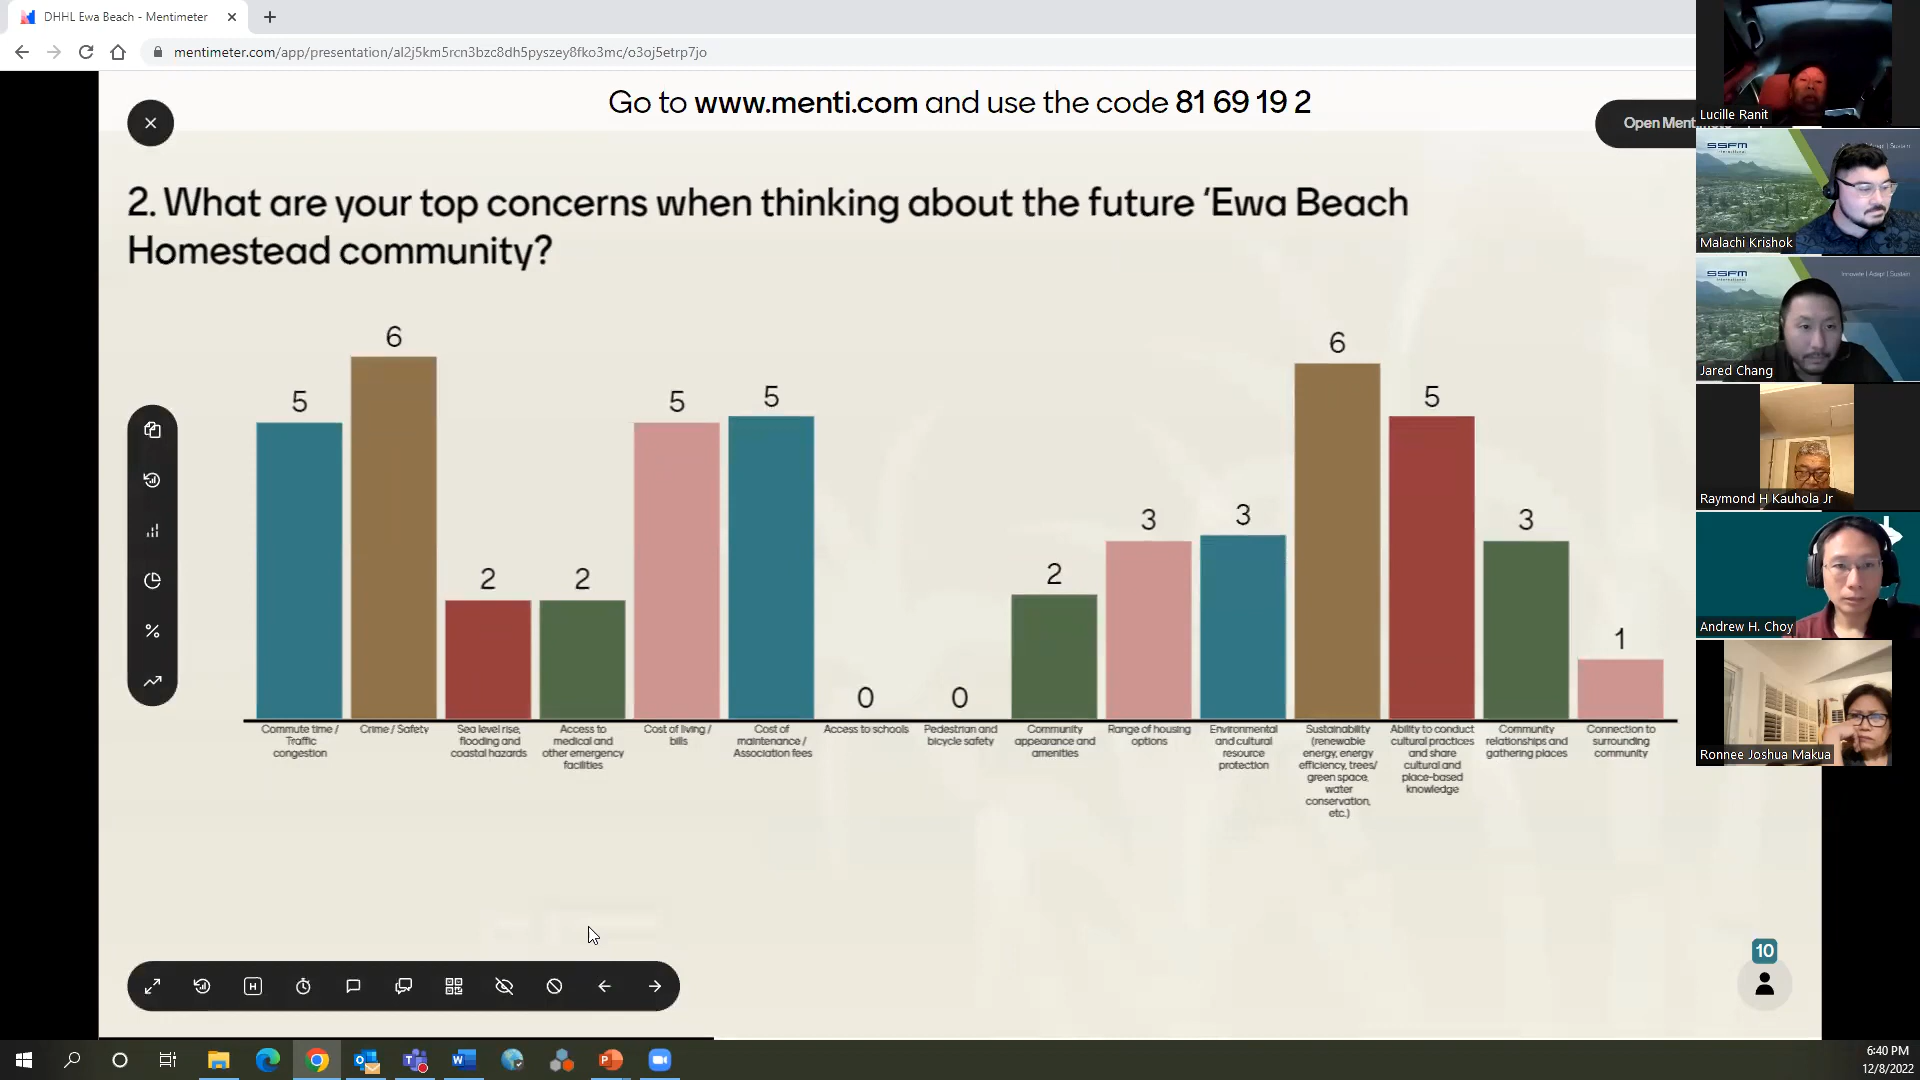 DHHL Ewa Beach - Mentimeter
mentimeter.com/app/presentation/al2j5km5rcn3bzc8dh5pyszey8fko3mc/o3oj5etrp7jo
Go to www.menti.com and use the code 81 69 19 2
Open Menti
2. What are your top concerns when thinking about the future ‘Ewa Beach
Homestead community?
5
6
2
2
5
5
0
0
2
3
3
6
5
3
1
Commute time /
Traffic
congestion
Crime / Safety
Sea level rise,
flooding and
coastal hazards
Access to
medical and
other emergency
facilities
Cost of living /
bills
Cost of
maintenance /
Association fees
Access to schools
Pedestrian and
bicycle safety
Community
appearance and
amenities
Range of housing
options
Environmental
and cultural
resource
protection
Sustainability
(renewable
energy, energy
efficiency, trees/
green space,
water
conservation,
etc.)
Ability to conduct
cultural practices
and share
cultural and
place-based
knowledge
Community
relationships and
gathering places
Connection to
surrounding
community
10
H
Lucille Ranit
SSFM
International
Malachi Krishok
SSFM
International
Innovate | Adapt | Sustain
Jared Chang
Raymond H Kauhola Jr
Andrew H. Choy
Ronnee Joshua Makua
6:40 PM
12/8/2022